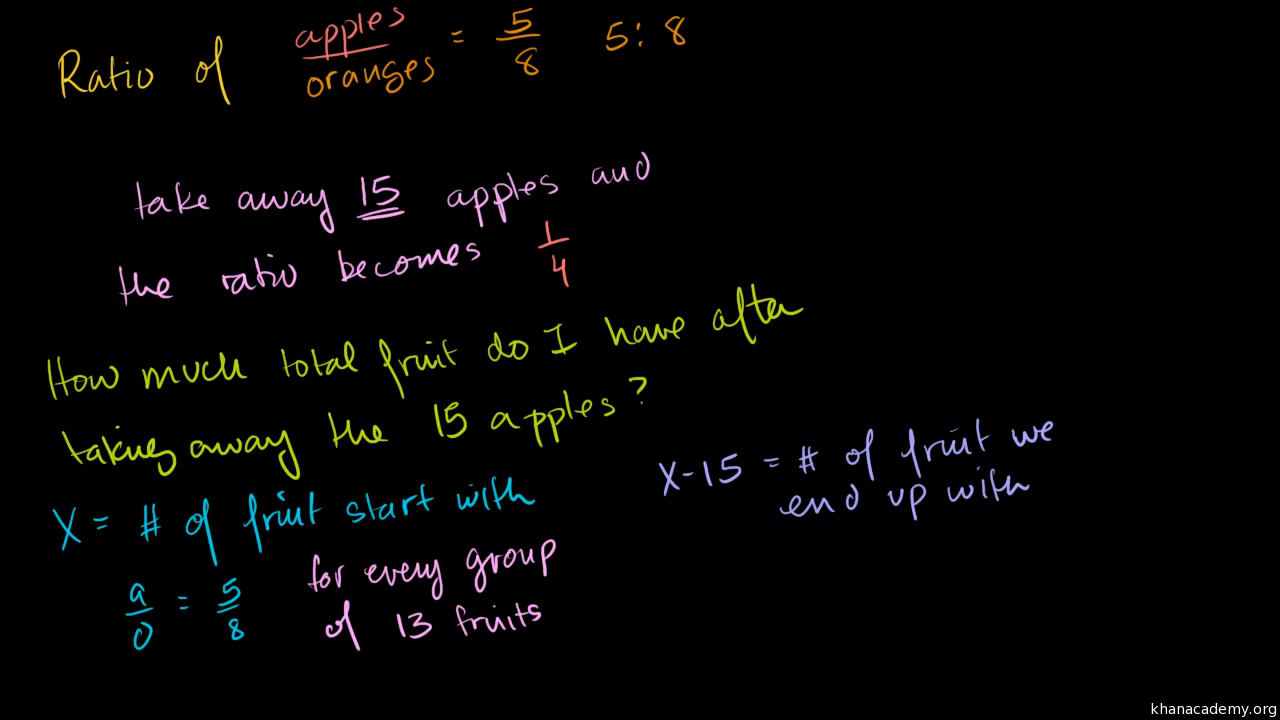 Ratio of apples/oranges = 5/8 5:8
take away 15 apples and
the ratio becomes 1/4
How much total fruit do I have after
taking away the 15 apples?
X = # of fruit start with
X-15 = # of fruit we
end up with
a/o = 5/8
for every group
of 13 fruits
khanacademy.org